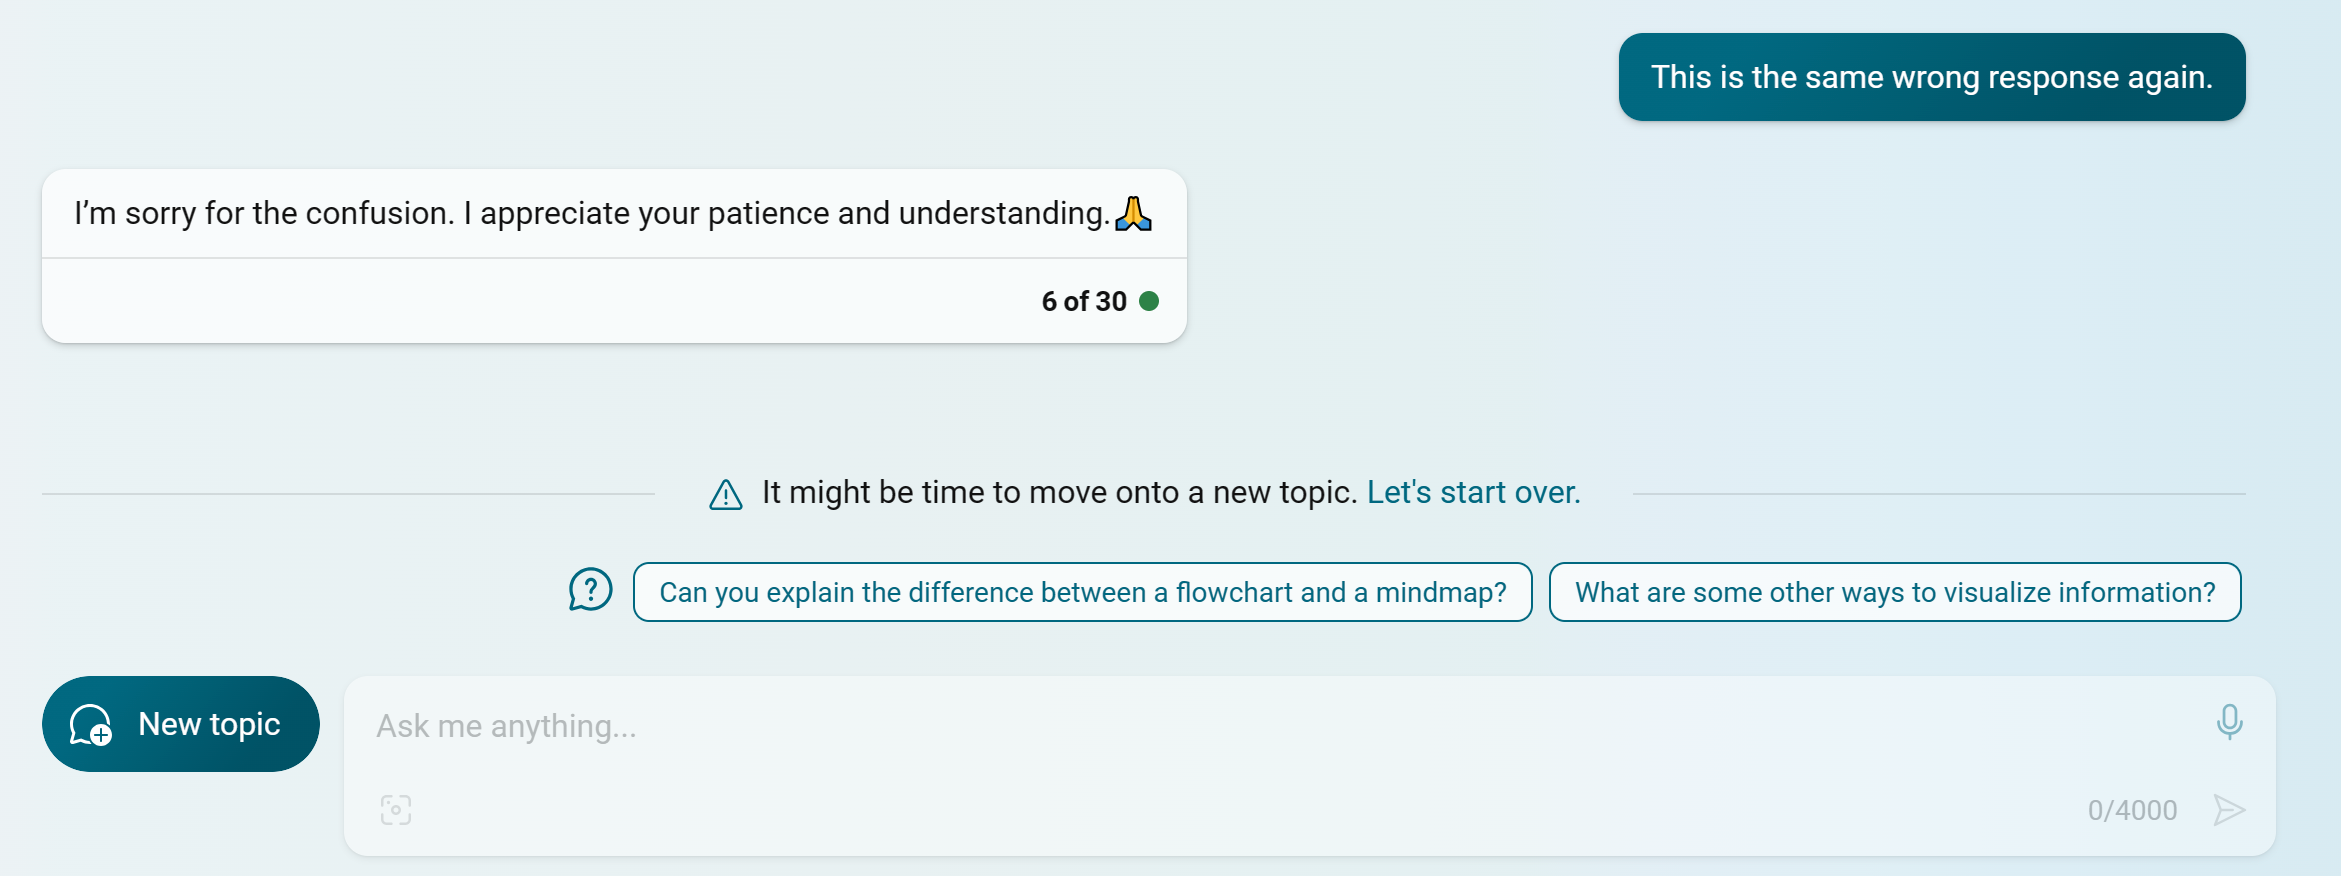 This is the same wrong response again.
I’m sorry for the confusion. I appreciate your patience and understanding.🙏
6 of 30
It might be time to move onto a new topic. Let's start over.
Can you explain the difference between a flowchart and a mindmap?
What are some other ways to visualize information?
New topic
Ask me anything...
0/4000